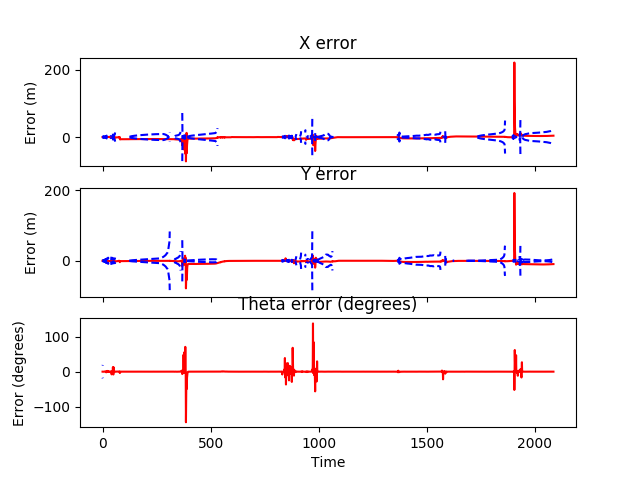 X error
200
0
Error (m)
Y error
200
0
Error (m)
Theta error (degrees)
100
0
−100
Error (degrees)
0 500 1000 1500 2000
Time